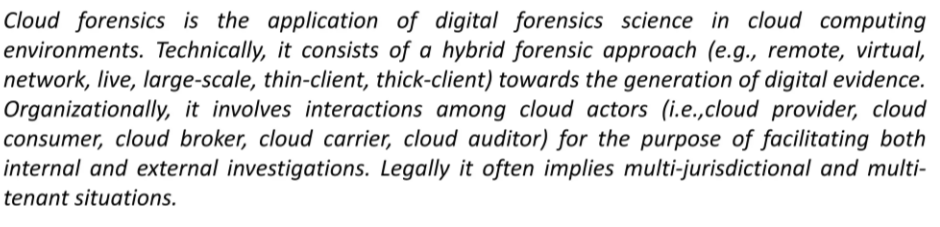 Cloud forensics is the application of digital forensics science in cloud computing
environments. Technically, it consists of a hybrid forensic approach (e.g., remote, virtual,
network, live, large-scale, thin-client, thick-client) towards the generation of digital evidence.
Organizationally, it involves interactions among cloud actors (i.e.,cloud provider, cloud
consumer, cloud broker, cloud carrier, cloud auditor) for the purpose of facilitating both
internal and external investigations. Legally it often implies multi-jurisdictional and multi-
tenant situations.